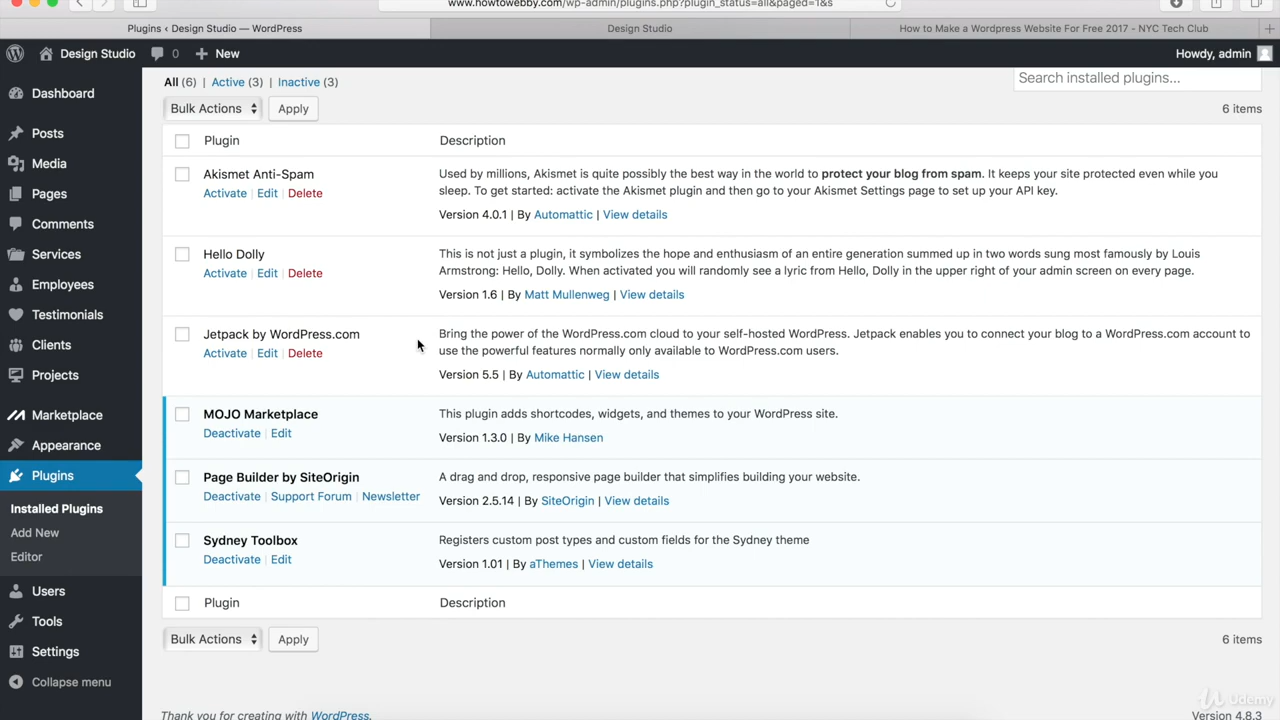 www.howtowebby.com/wp-admin/plugins.php?plugin_status=all&paged=1&s
Plugins ‹ Design Studio — WordPress
Design Studio
How to Make a Wordpress Website For Free 2017 - NYC Tech Club
Design Studio
0
New
Howdy, admin
Dashboard
Posts
Media
Pages
Comments
Services
Employees
Testimonials
Clients
Projects
Marketplace
Appearance
Plugins
Installed Plugins
Add New
Editor
Users
Tools
Settings
Collapse menu
All (6) | Active (3) | Inactive (3)
Search installed plugins...
Bulk Actions
Apply
6 items
Plugin
Description
Akismet Anti-Spam
Activate | Edit | Delete
Used by millions, Akismet is quite possibly the best way in the world to protect your blog from spam. It keeps your site protected even while you
sleep. To get started: activate the Akismet plugin and then go to your Akismet Settings page to set up your API key.
Version 4.0.1 | By Automattic | View details
Hello Dolly
Activate | Edit | Delete
This is not just a plugin, it symbolizes the hope and enthusiasm of an entire generation summed up in two words sung most famously by Louis
Armstrong: Hello, Dolly. When activated you will randomly see a lyric from Hello, Dolly in the upper right of your admin screen on every page.
Version 1.6 | By Matt Mullenweg | View details
Jetpack by WordPress.com
Activate | Edit | Delete
Bring the power of the WordPress.com cloud to your self-hosted WordPress. Jetpack enables you to connect your blog to a WordPress.com account to
use the powerful features normally only available to WordPress.com users.
Version 5.5 | By Automattic | View details
MOJO Marketplace
Deactivate | Edit
This plugin adds shortcodes, widgets, and themes to your WordPress site.
Version 1.3.0 | By Mike Hansen
Page Builder by SiteOrigin
Deactivate | Support Forum | Newsletter
A drag and drop, responsive page builder that simplifies building your website.
Version 2.5.14 | By SiteOrigin | View details
Sydney Toolbox
Deactivate | Edit
Registers custom post types and custom fields for the Sydney theme
Version 1.01 | By aThemes | View details
Plugin
Description
Bulk Actions
Apply
6 items
Thank you for creating with WordPress.
Version 4.8.3
Udemy